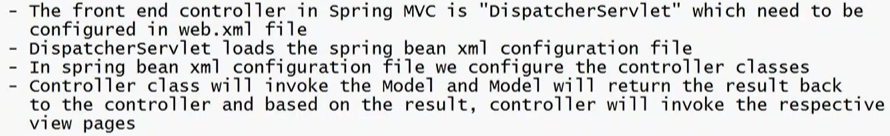 - The front end controller in Spring MVC is "DispatcherServlet" which need to be
configured in web.xml file
- DispatcherServlet loads the spring bean xml configuration file
- In spring bean xml configuration file we configure the controller classes
- Controller class will invoke the Model and Model will return the result back
to the controller and based on the result, controller will invoke the respective
view pages